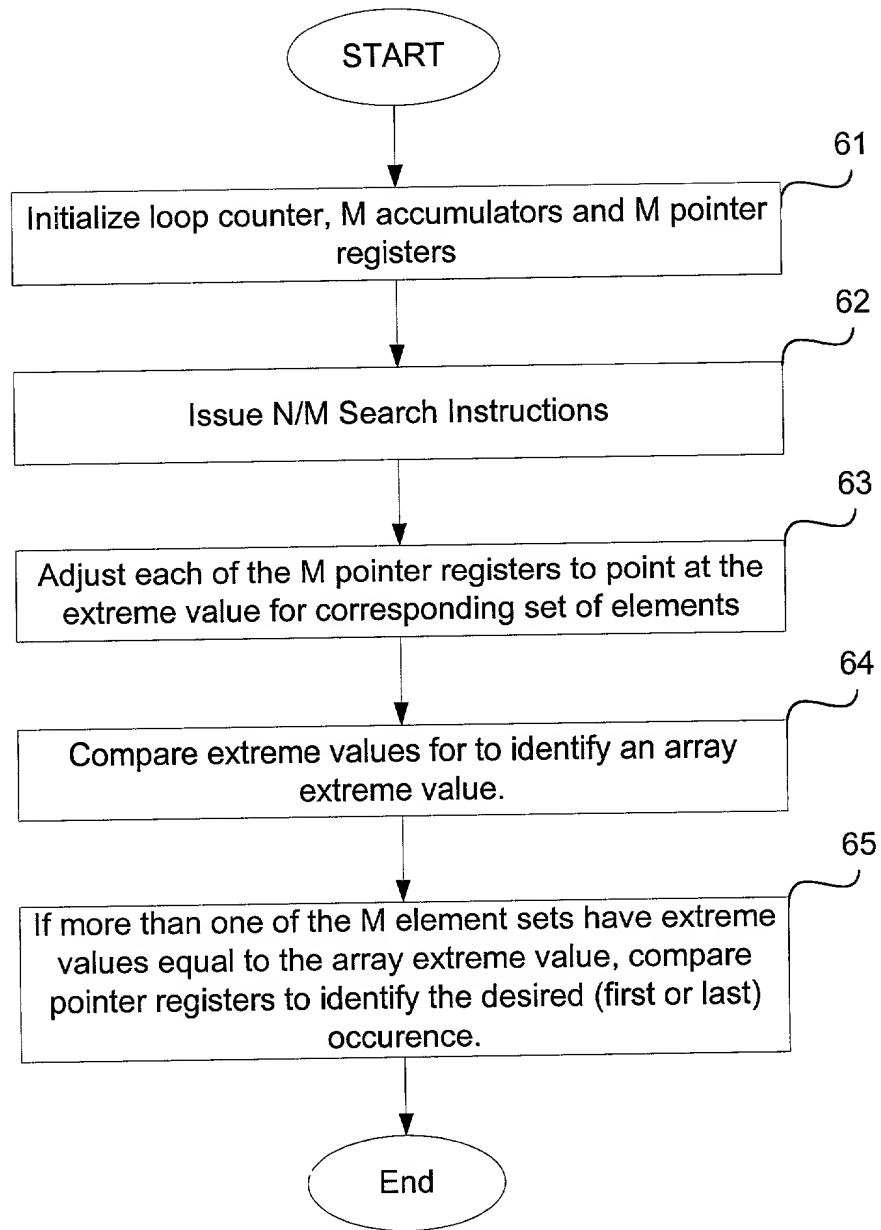 START
61
Initialize loop counter, M accumulators and M pointer
registers
62
Issue N/M Search Instructions
63
Adjust each of the M pointer registers to point at the
extreme value for corresponding set of elements
64
Compare extreme values for to identify an array
extreme value.
65
If more than one of the M element sets have extreme
values equal to the array extreme value, compare
pointer registers to identify the desired (first or last)
occurence.
End